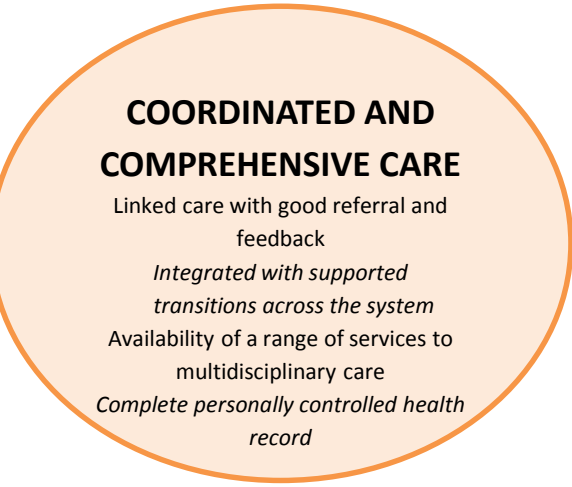 COORDINATED AND
COMPREHENSIVE CARE
Linked care with good referral and
feedback
Integrated with supported
transitions across the system
Availability of a range of services to
multidisciplinary care
Complete personally controlled health
record